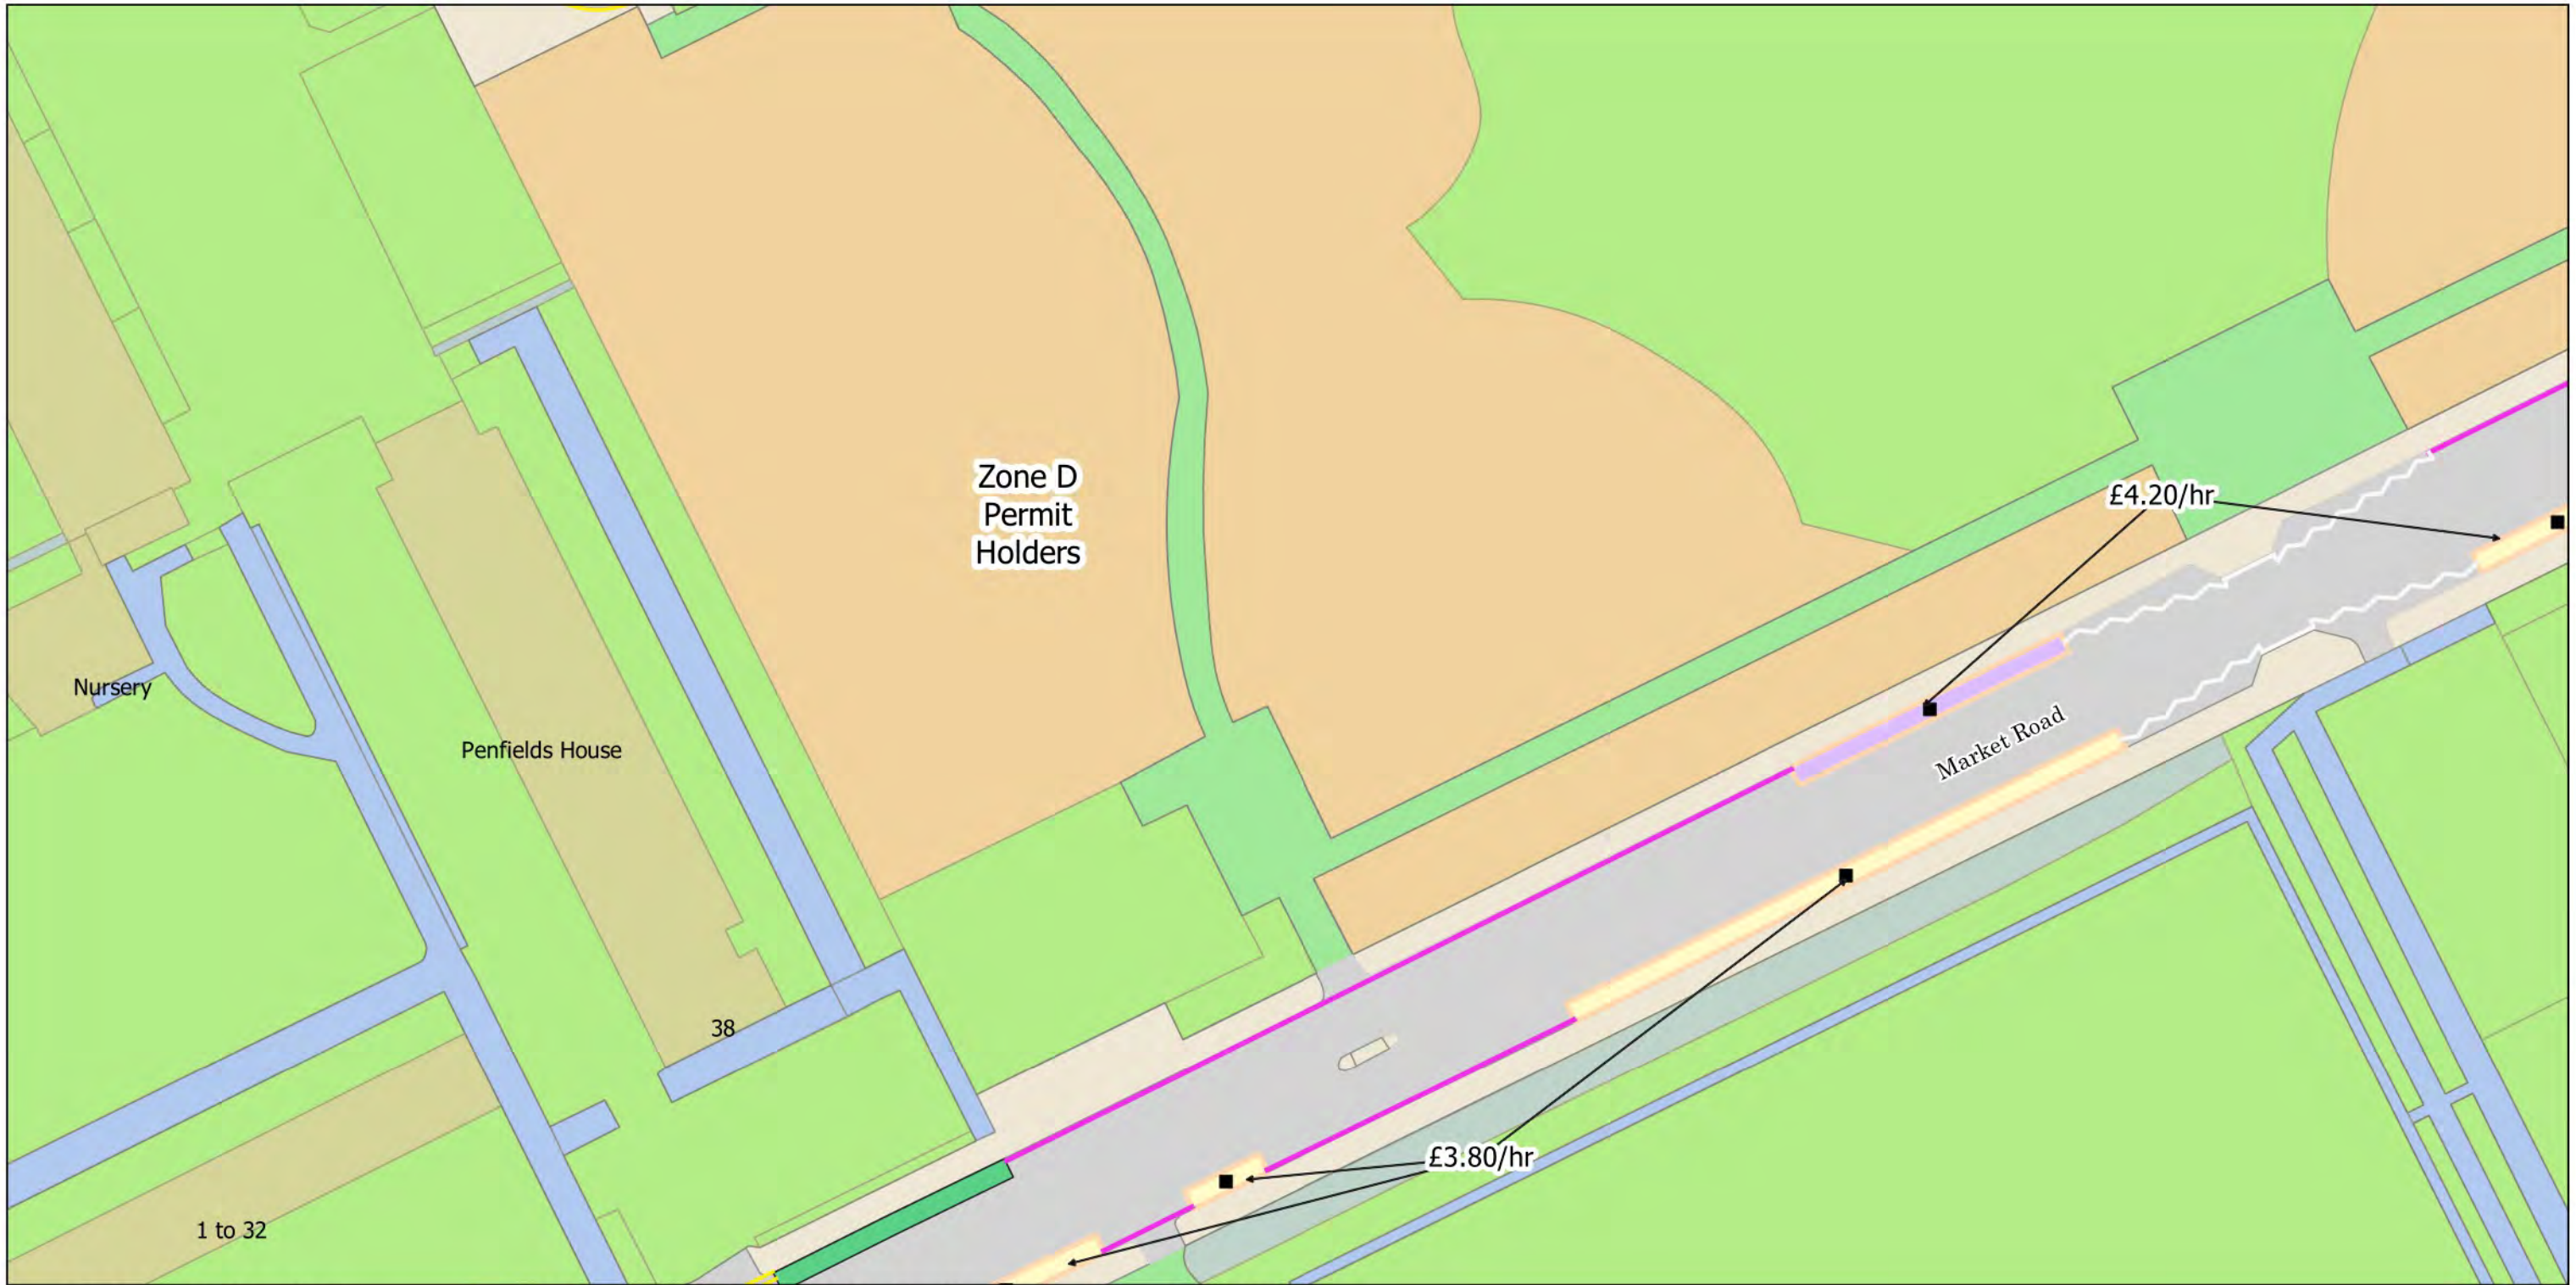 Zone D
Permit
Holders
£4.20/hr
Nursery
Market Road
Penfields House
38
£3.80/hr
1 to 32